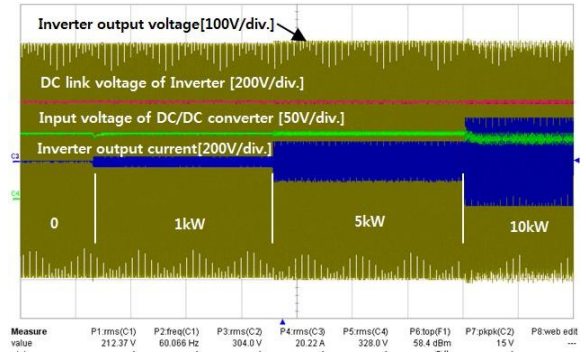 Inverter output voltage[100V/div.]
DC link voltage of Inverter [200V/div.]
Input voltage of DC/DC converter [50V/div.]
C3
Inverter output current[200V/div.]
C4
0 1kW 5kW 10kW
Measure P1:rms(C1) P2:freq(C1) P3:rms(C2) P4:rms(C3) P5:rms(C4) P6:top(F1) P7:pkpk(C2) P8:web edit
value 212.37 V 60.066 Hz 304.0 V 20.22 A 328.0 V 58.4 dBm 15 V ---